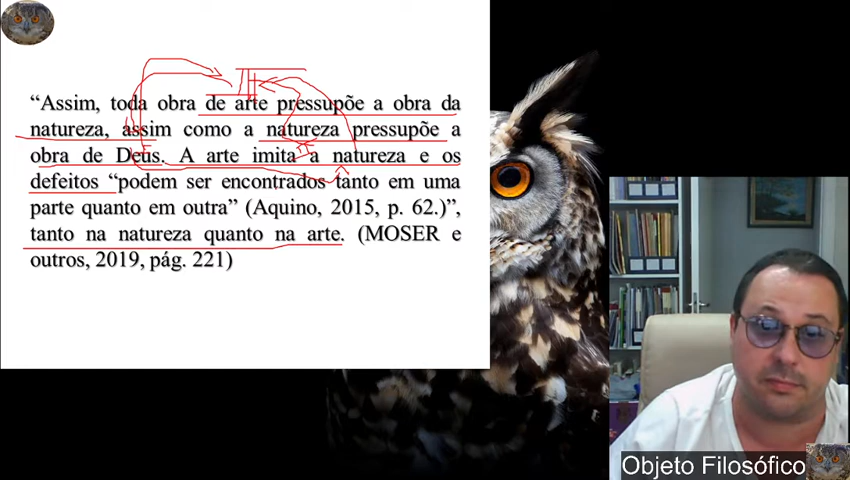 “Assim, toda obra de arte pressupõe a obra da
natureza, assim como a natureza pressupõe a
obra de Deus. A arte imita a natureza e os
defeitos “podem ser encontrados tanto em uma
parte quanto em outra” (Aquino, 2015, p. 62.)”,
tanto na natureza quanto na arte. (MOSER e
outros, 2019, pág. 221)
Objeto Filosófico